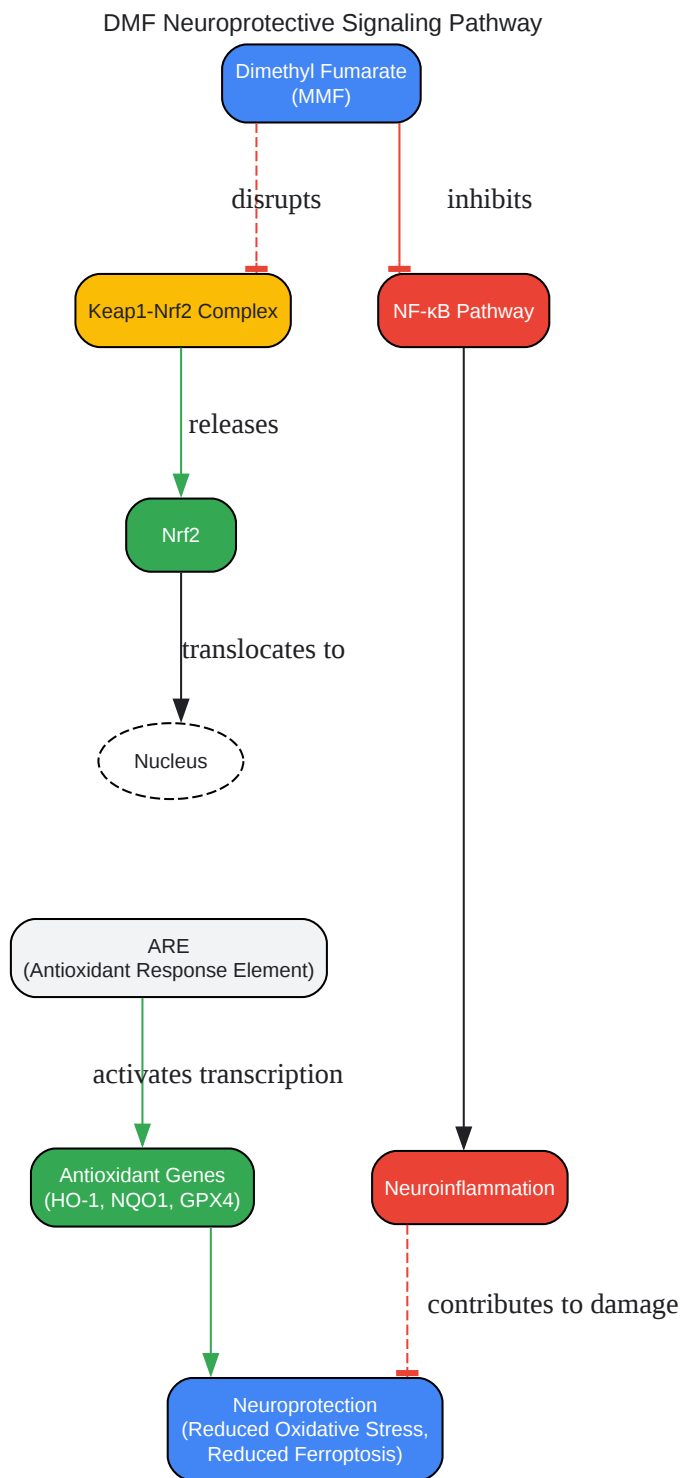 DMF Neuroprotective Signaling Pathway
Dimethyl Fumarate
(MMF)
disrupts
inhibits
Keap1-Nrf2 Complex
NF-κB Pathway
releases
Nrf2
translocates to
Nucleus
ARE
(Antioxidant Response Element)
activates transcription
Antioxidant Genes
(HO-1, NQO1, GPX4)
Neuroinflammation
contributes to damage
Neuroprotection
(Reduced Oxidative Stress,
Reduced Ferroptosis)